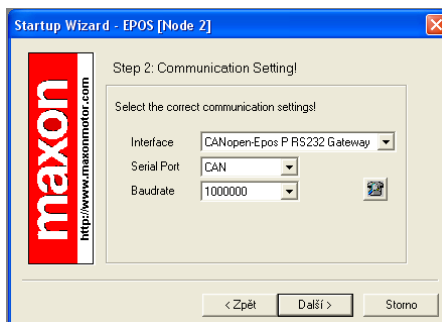 Startup Wizard - EPOS [Node 2]
maxon
http://www.maxonmotor.com
Step 2: Communication Setting!
Select the correct communication settings!
Interface CANopen-Epos P RS232 Gateway
Serial Port CAN
Baudrate 1000000
< Zpět Další > Storno